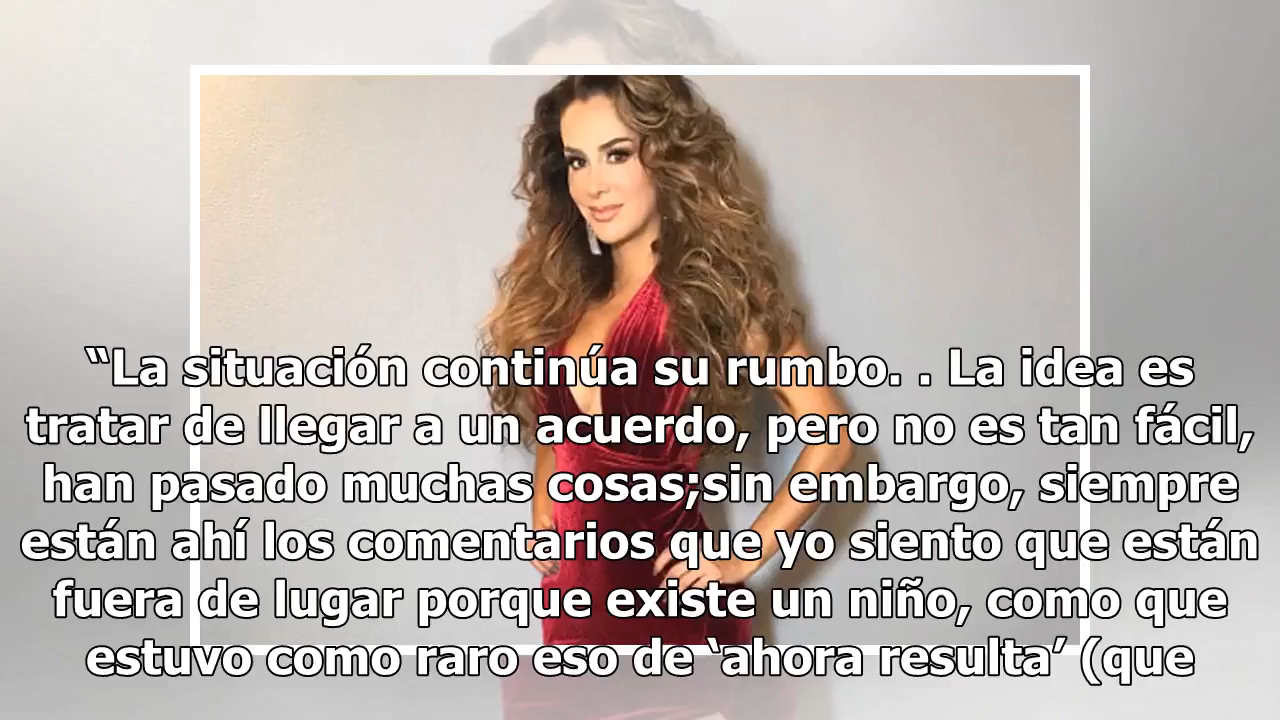 “La situación continúa su rumbo. . La idea es
tratar de llegar a un acuerdo, pero no es tan fácil,
han pasado muchas cosas;sin embargo, siempre
están ahí los comentarios que yo siento que están
fuera de lugar porque existe un niño, como que
estuvo como raro eso de ‘ahora resulta’ (que